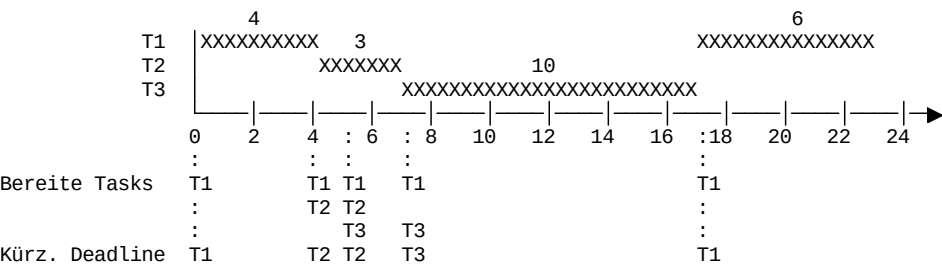 4 6
T1 XXXXXXXXXX 3 XXXXXXXXXXXXXXX
T2 XXXXXXX 10
T3 XXXXXXXXXXXXXXXXXXXXXXXXX
0 2 4 : 6 : 8 10 12 14 16 :18 20 22 24
: : : : :
Bereite Tasks T1 T1 T1 T1 T1
: T2 T2 :
: T3 T3 :
Kürz. Deadline T1 T2 T2 T3 T1